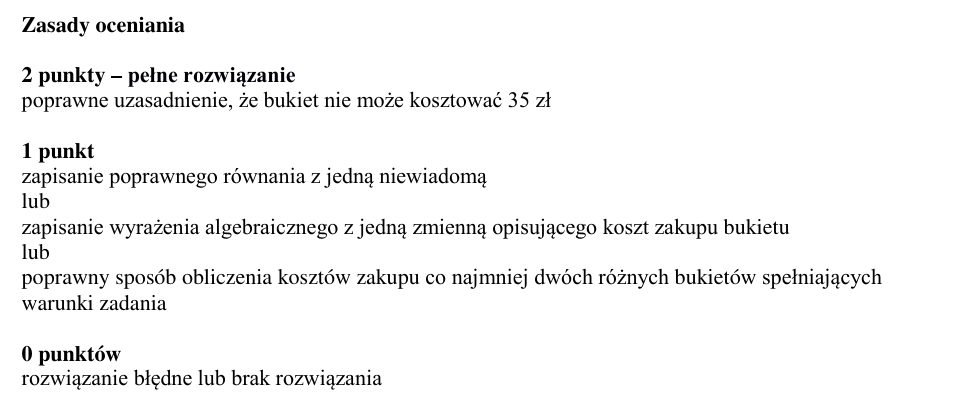 Zasady oceniania
2 punkty – pełne rozwiązanie
poprawne uzasadnienie, że bukiet nie może kosztować 35 zł
1 punkt
zapisanie poprawnego równania z jedną niewiadomą
lub
zapisanie wyrażenia algebraicznego z jedną zmienną opisującego koszt zakupu bukietu
lub
poprawny sposób obliczenia kosztów zakupu co najmniej dwóch różnych bukietów spełniających
warunki zadania
0 punktów
rozwiązanie błędne lub brak rozwiązania